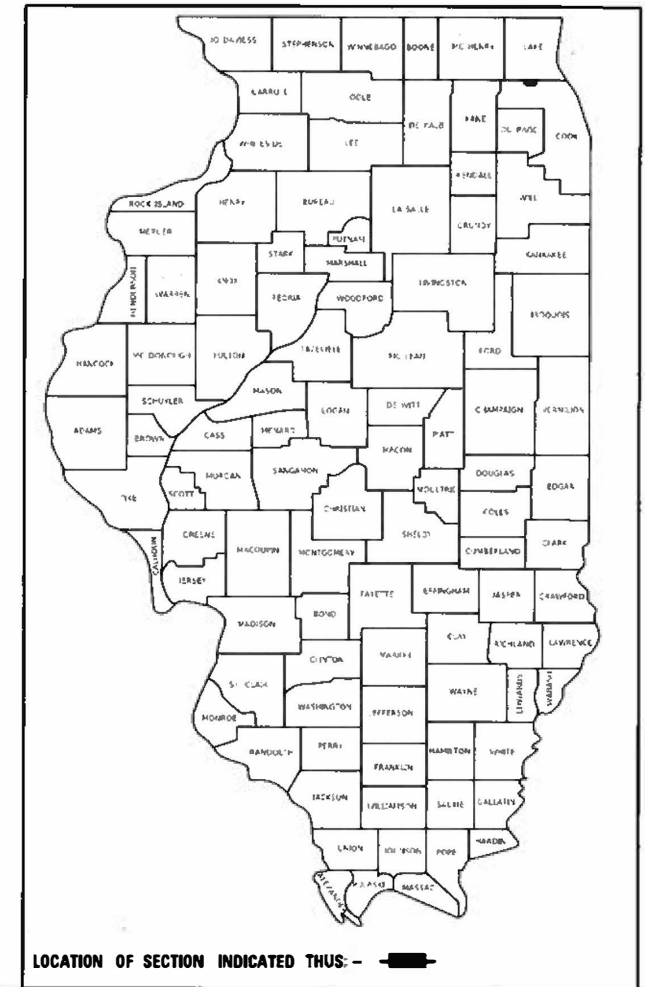 JO DAVIESS STEPHENSON WINNEBAGO BOONE MC HENRY LAKE
CARROLL OGLE
DE KALB KANE DU PAGE COOK
WHITESIDE LEE
KENDALL
ROCK ISLAND HENRY BUREAU LA SALLE WILL
GRUNDY
MERCER PUTNAM
STARK MARSHALL KANKAKEE
HENDERSON WARREN KNOX PEORIA WOODFORD LIVINGSTON
IROQUOIS
HANCOCK MC DONOUGH FULTON TAZEWELL MC LEAN FORD
MASON
SCHUYLER LOGAN DE WITT CHAMPAIGN VERMILION
ADAMS BROWN CASS MENARD PIATT
MACON
SANGAMON DOUGLAS
PIKE SCOTT MORGAN MOULTRIE EDGAR
CHRISTIAN COLES
GREENE MACOUPIN SHELBY CLARK
CALHOUN MONTGOMERY CUMBERLAND
JERSEY
FAYETTE EFFINGHAM JASPER CRAWFORD
BOND
MADISON CLAY RICHLAND LAWRENCE
CLINTON MARION
ST. CLAIR WAYNE EDWARDS WABASH
MONROE WASHINGTON JEFFERSON
RANDOLPH PERRY HAMILTON WHITE
FRANKLIN
JACKSON WILLIAMSON SALINE GALLATIN
UNION JOHNSON POPE HARDIN
ALEXANDER PULASKI MASSAC
LOCATION OF SECTION INDICATED THUS: -